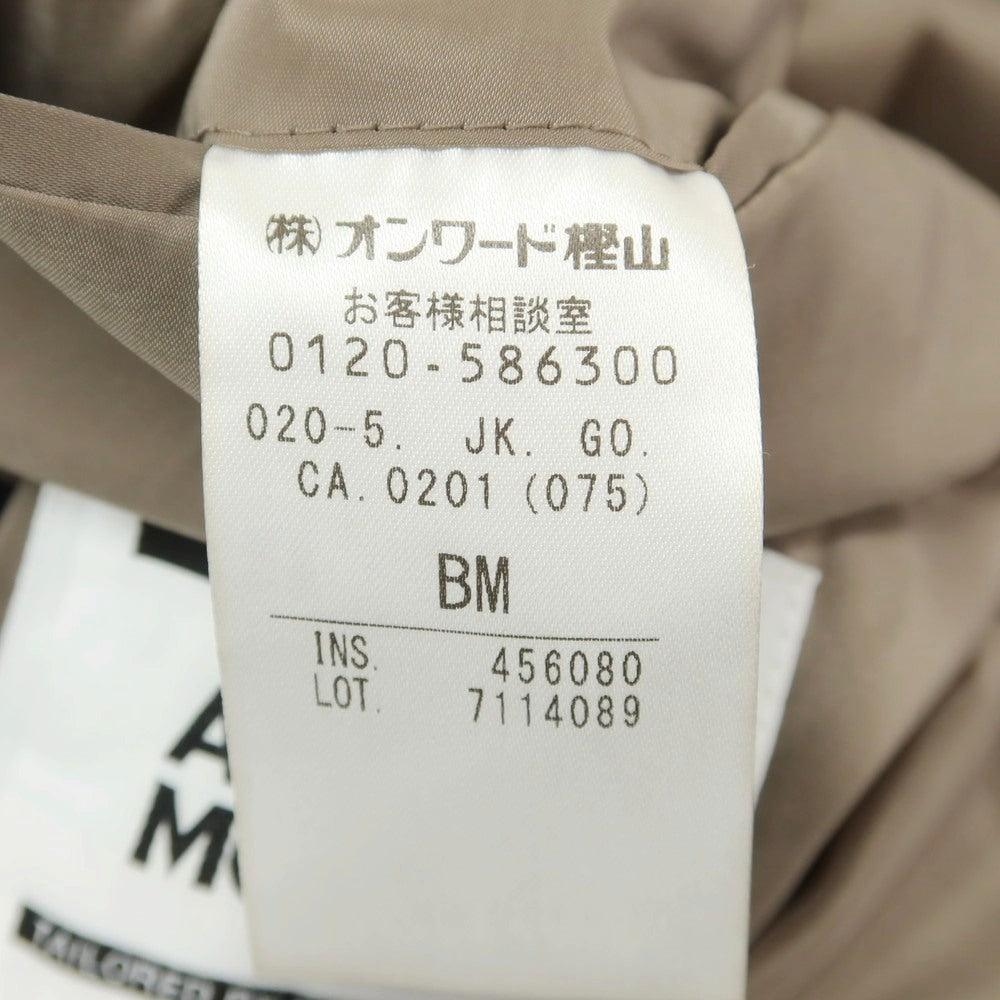 ㈱オンワード樫山
お客様相談室
0120-586300
020-5. JK. GO.
CA.0201 (075)
BM
INS. 456080
LOT. 7114089
TAILORED